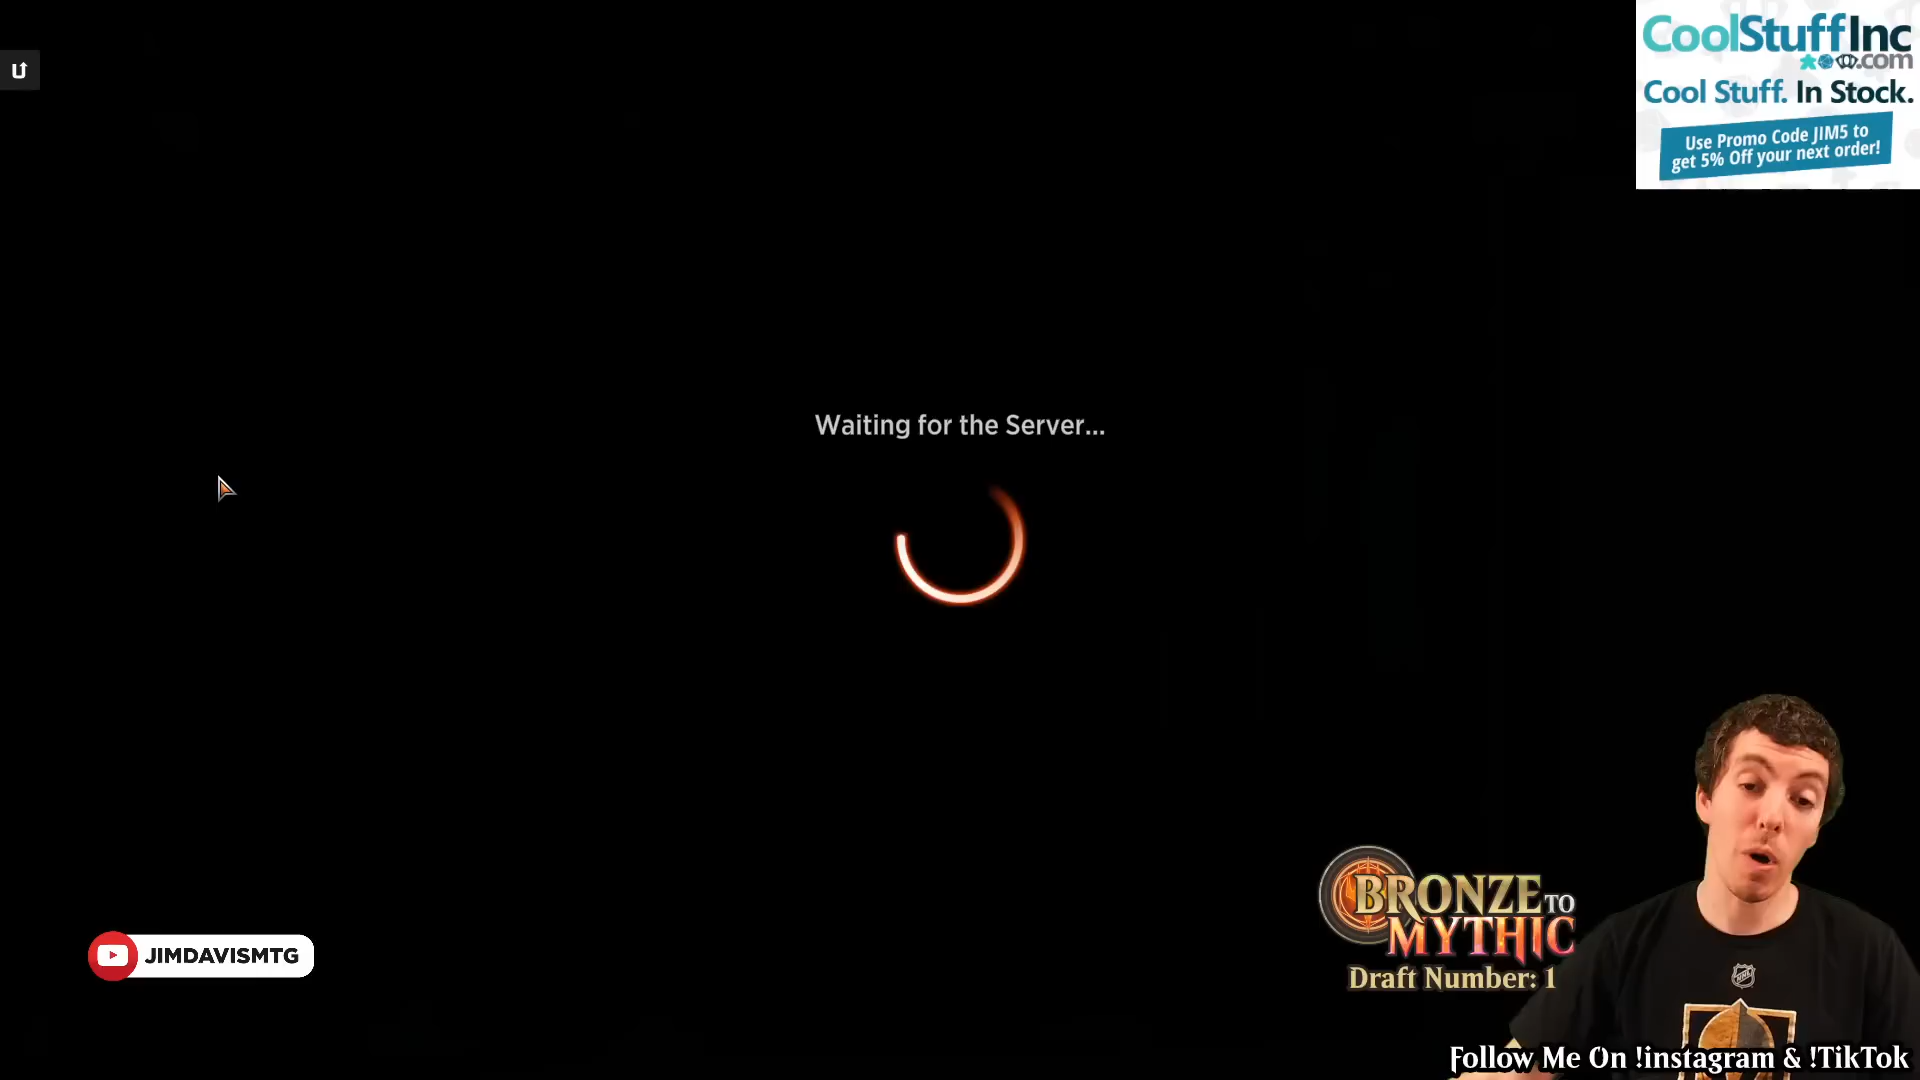 CoolStuffInc
.com
Cool Stuff. In Stock.
Use Promo Code JIM5 to
get 5% Off your next order!
Waiting for the Server...
JIMDAVISMTG
BRONZE TO
MYTHIC
Draft Number: 1
NHL
Follow Me On !instagram & !TikTok